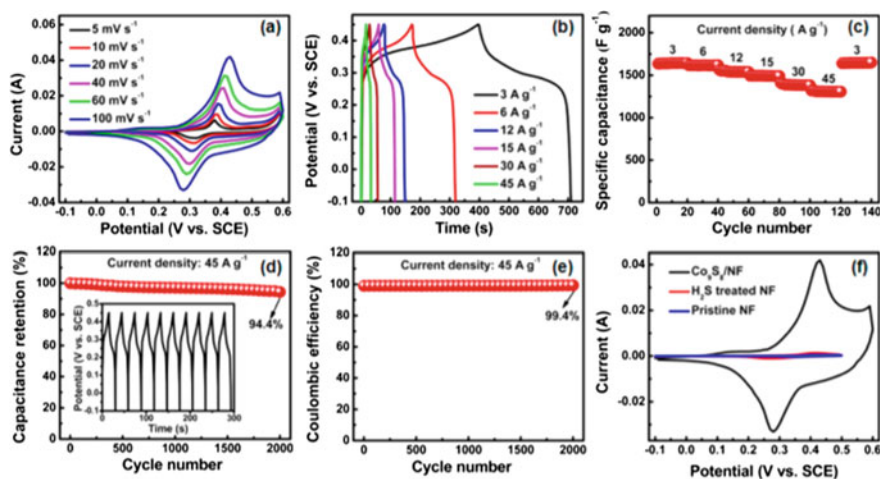 (a)
5 mV s⁻¹
10 mV s⁻¹
20 mV s⁻¹
40 mV s⁻¹
60 mV s⁻¹
100 mV s⁻¹
Current (A)
0.06
0.04
0.02
0.00
-0.02
0.04
-0.1 0.0 0.1 0.2 0.3 0.4 0.5 0.6
Potential (V vs. SCE)
(b)
3 A g⁻¹
6 A g⁻¹
12 A g⁻¹
15 A g⁻¹
30 A g⁻¹
45 A g⁻¹
Potential (V vs. SCE)
0.4
0.3
0.2
0.1
0.0
-0.1
0 100 200 300 400 500 600 700
Time (s)
(c)
Current density ( A g⁻¹)
3 6 12 15 30 45 3
Specific capacitance (F g⁻¹)
2000
1500
1000
500
0
0 20 40 60 80 100 120 140
Cycle number
(d)
Current density: 45 A g⁻¹
94.4%
Capacitance retention (%)
120
100
80
60
40
20
0
0 500 1000 1500 2000
Cycle number
Potential (V vs. SCE)
0.5
0.4
0.3
0.2
0.1
0.0
-0.1
0 100 200 300
Time (s)
(e)
Current density: 45 A g⁻¹
99.4%
Coulombic efficiency (%)
120
100
80
60
40
20
0
0 500 1000 1500 2000
Cycle number
(f)
Co₉S₈/NF
H₂S treated NF
Pristine NF
Currrent (A)
0.04
0.02
0.00
-0.02
-0.1 0.0 0.1 0.2 0.3 0.4 0.5 0.6
Potential (V vs. SCE)